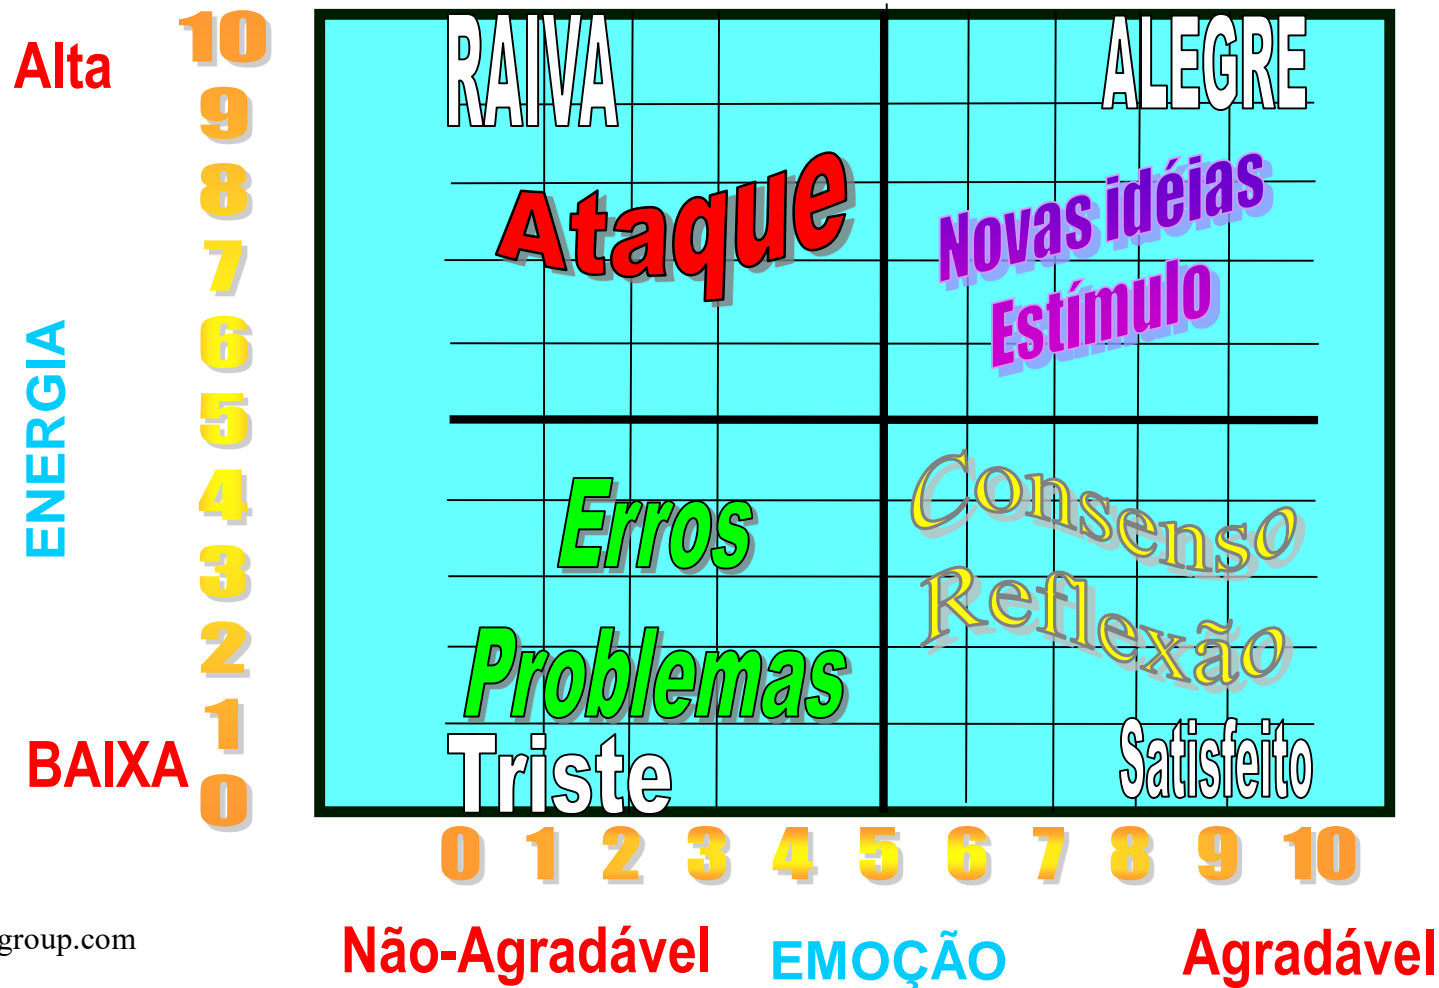 Alta
10
9
8
7
6
5
4
3
2
1
0
ENERGIA
BAIXA
RAIVA
ALEGRE
Ataque
Novas idéias
Estímulo
Erros
Problemas
Consenso
Reflexão
Triste
Satisfeito
0 1 2 3 4 5 6 7 8 9 10
Não-Agradável EMOÇÃO Agradável
group.com